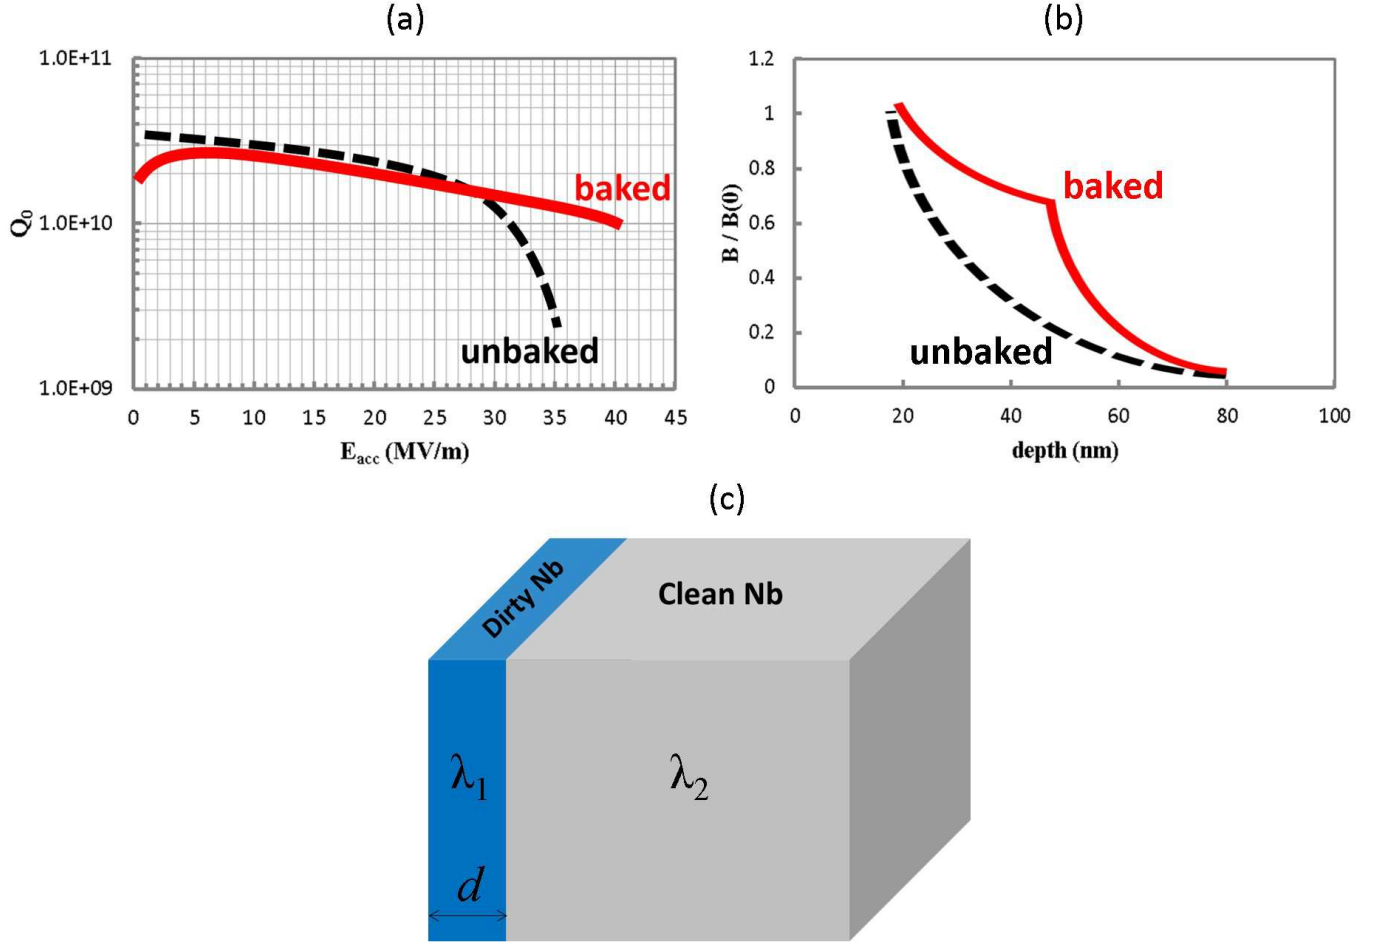 (a)
1.0E+11
1.0E+10
1.0E+09
Q₀
baked
unbaked
0 5 10 15 20 25 30 35 40 45
E_acc (MV/m)
(b)
1.2
1
0.8
0.6
0.4
0.2
0
B / B(0)
baked
unbaked
0 20 40 60 80 100
depth (nm)
(c)
Dirty Nb
Clean Nb
λ₁
λ₂
d